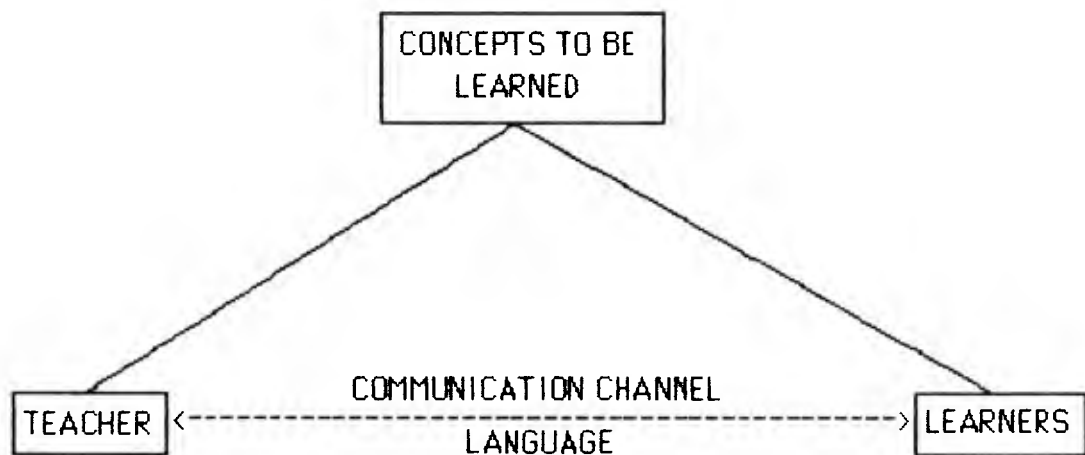 CONCEPTS TO BE
LEARNED
COMMUNICATION CHANNEL
TEACHER
LEARNERS
LANGUAGE